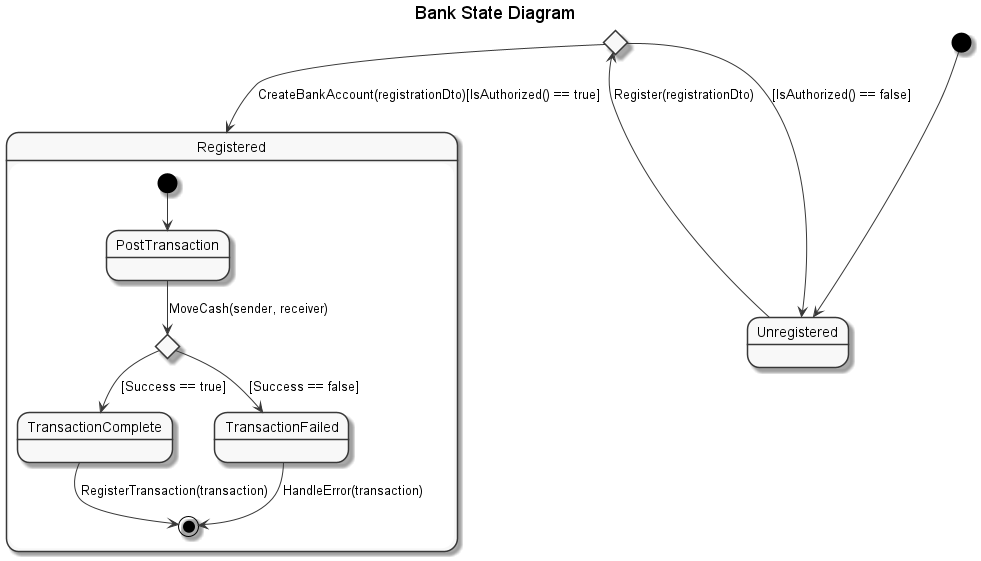 Bank State Diagram
CreateBankAccount(registrationDto)[IsAuthorized() == true]
Register(registrationDto)
[IsAuthorized() == false]
Registered
PostTransaction
MoveCash(sender, receiver)
Unregistered
[Success == true]
[Success == false]
TransactionComplete
TransactionFailed
RegisterTransaction(transaction)
HandleError(transaction)